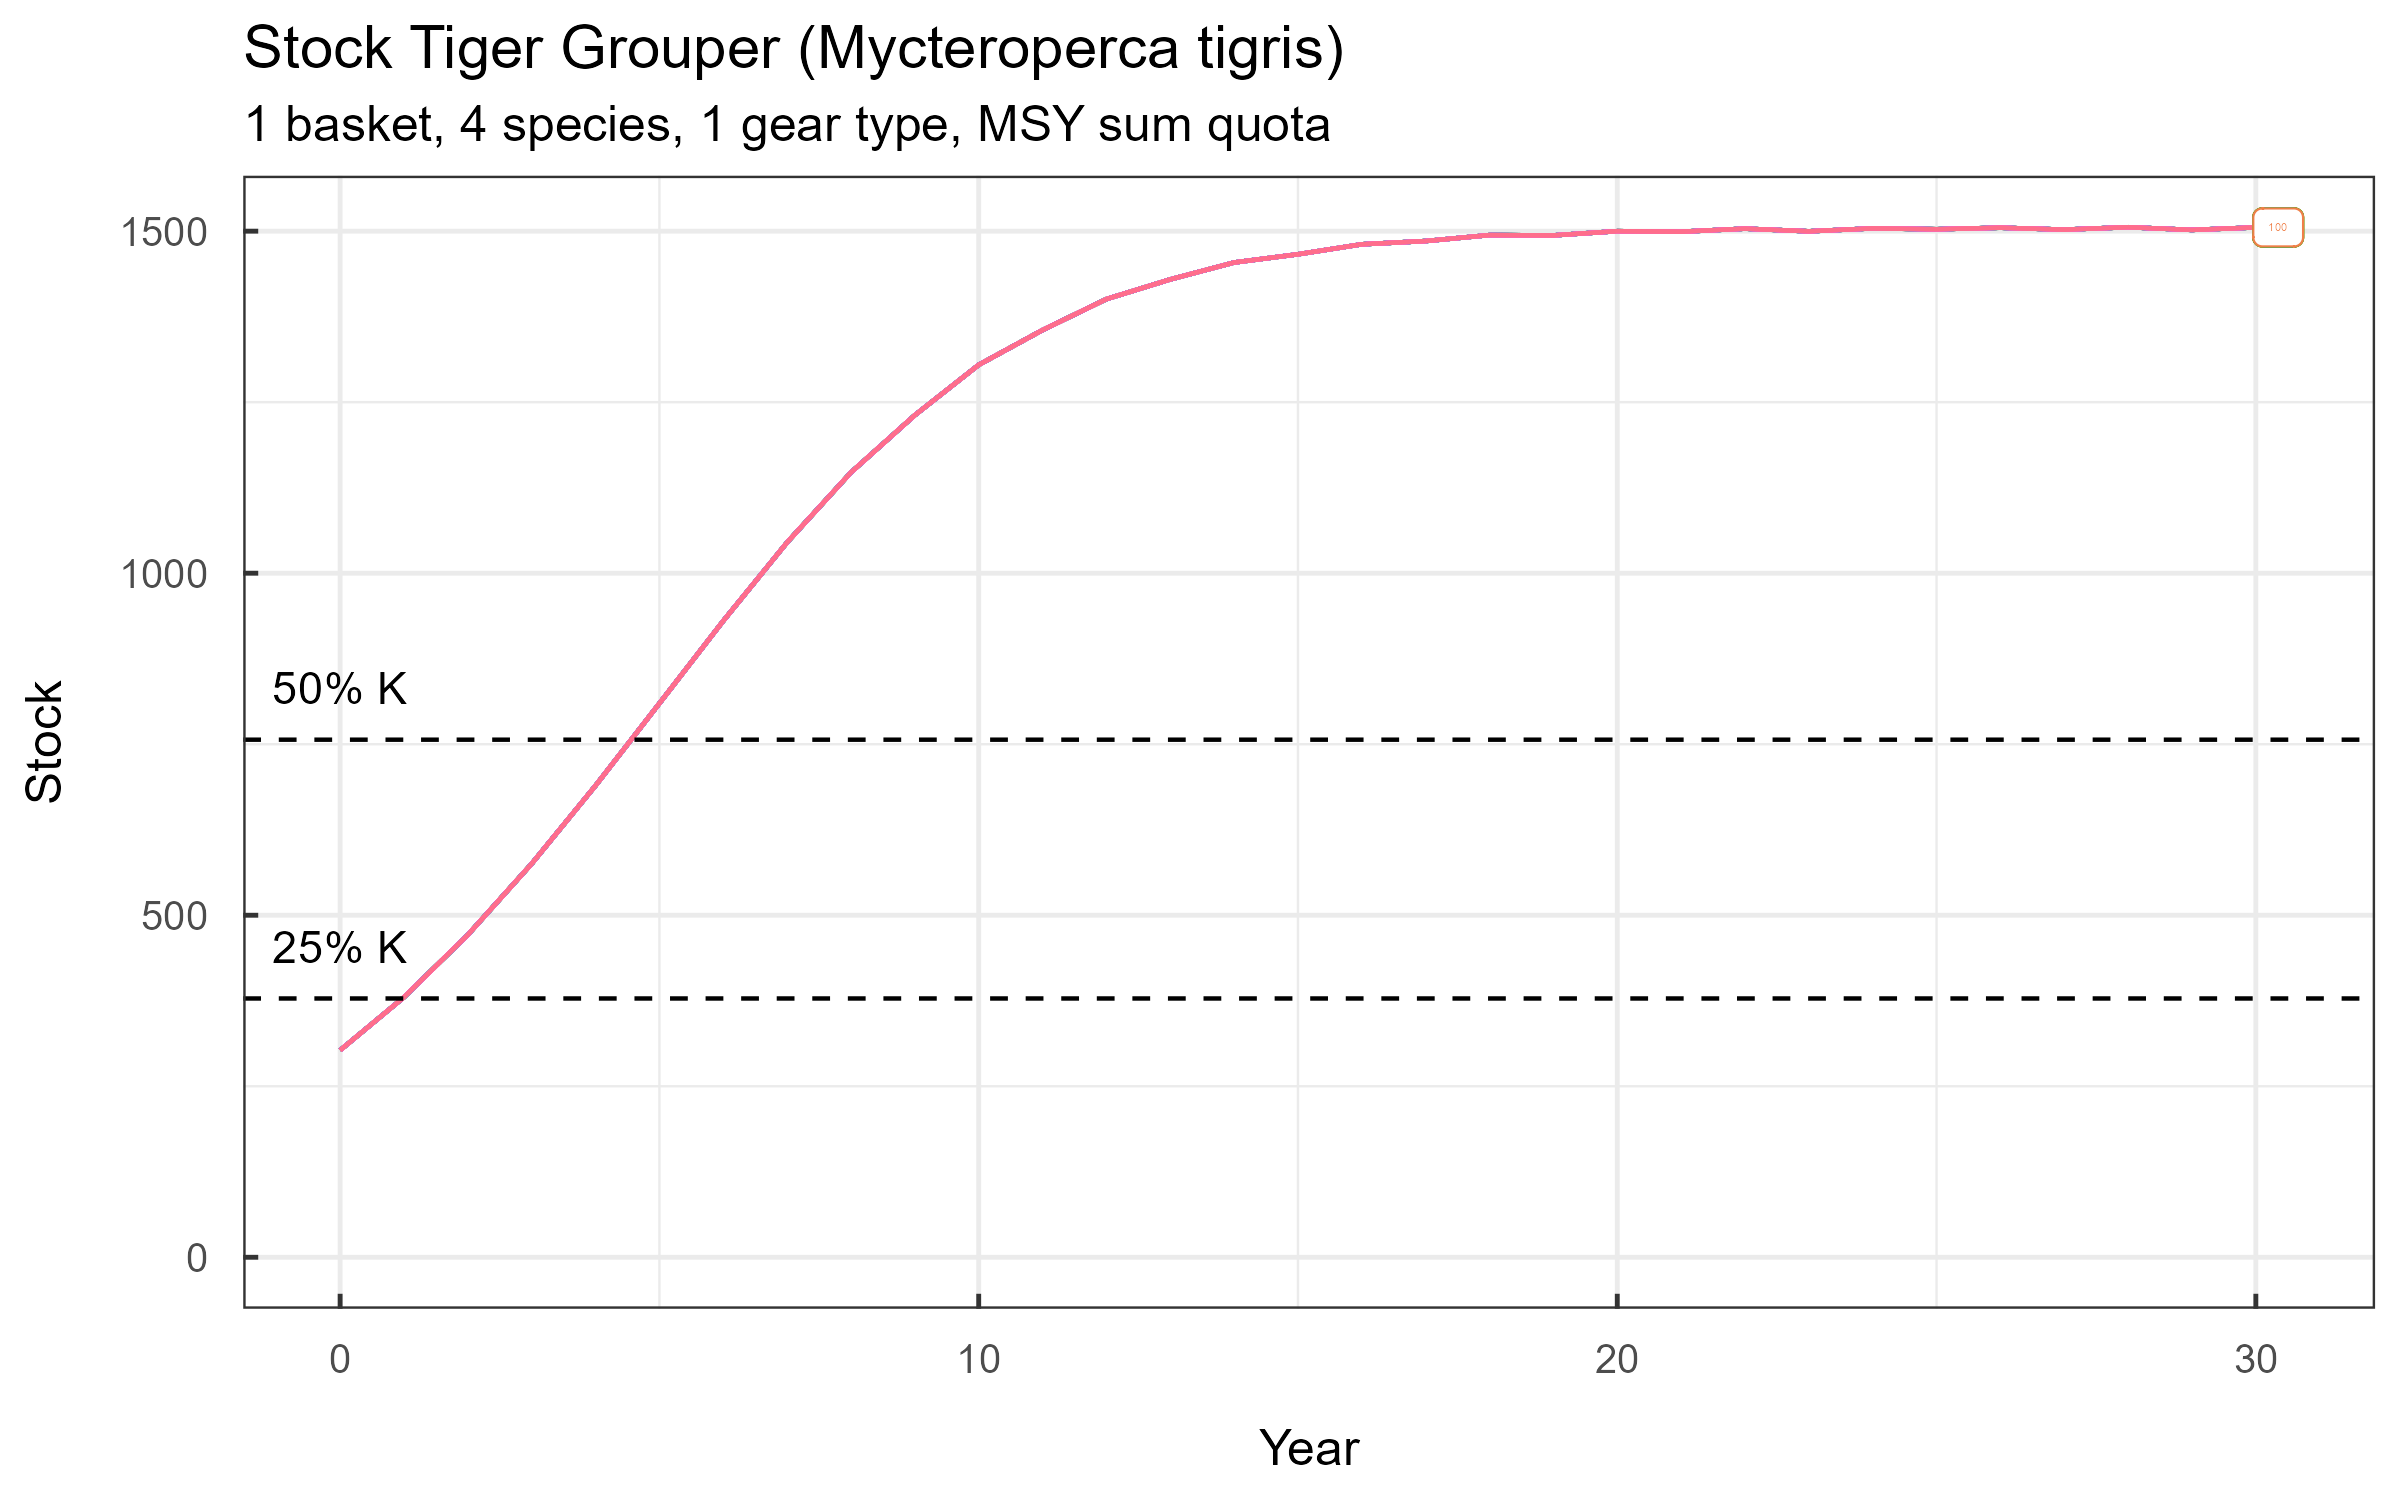 Stock Tiger Grouper (Mycteroperca tigris)
1 basket, 4 species, 1 gear type, MSY sum quota
1500
100
1000
50% K
Stock
500
25% K
0
0 10 20 30
Year